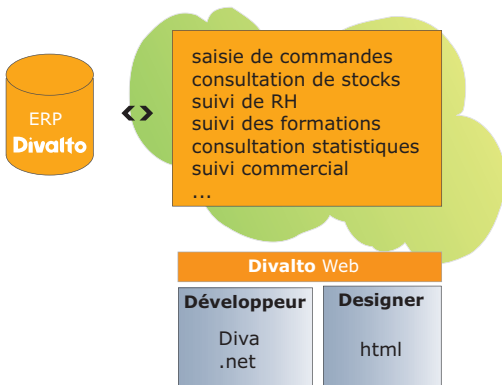 ERP
Divalto
saisie de commandes
consultation de stocks
suivi de RH
suivi des formations
consultation statistiques
suivi commercial
...
Divalto Web
Développeur
Diva
.net
Designer
html